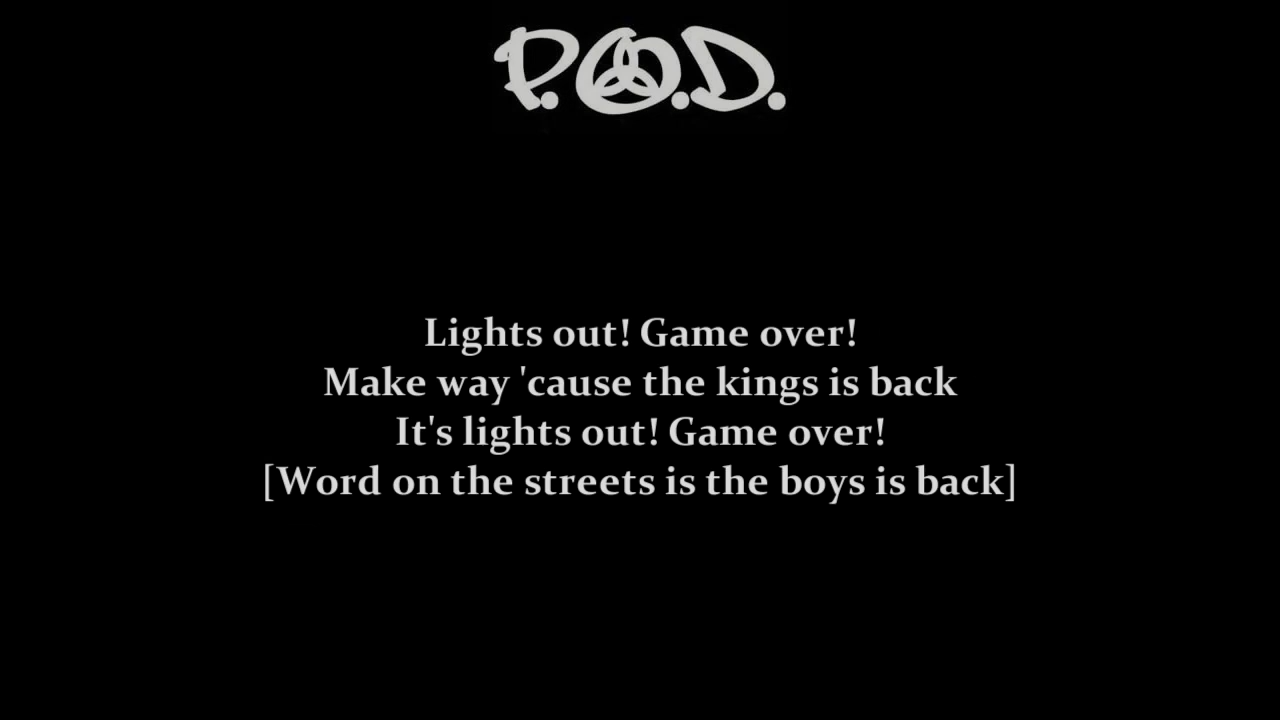 P.O.D.
Lights out! Game over!
Make way 'cause the kings is back
It's lights out! Game over!
[Word on the streets is the boys is back]